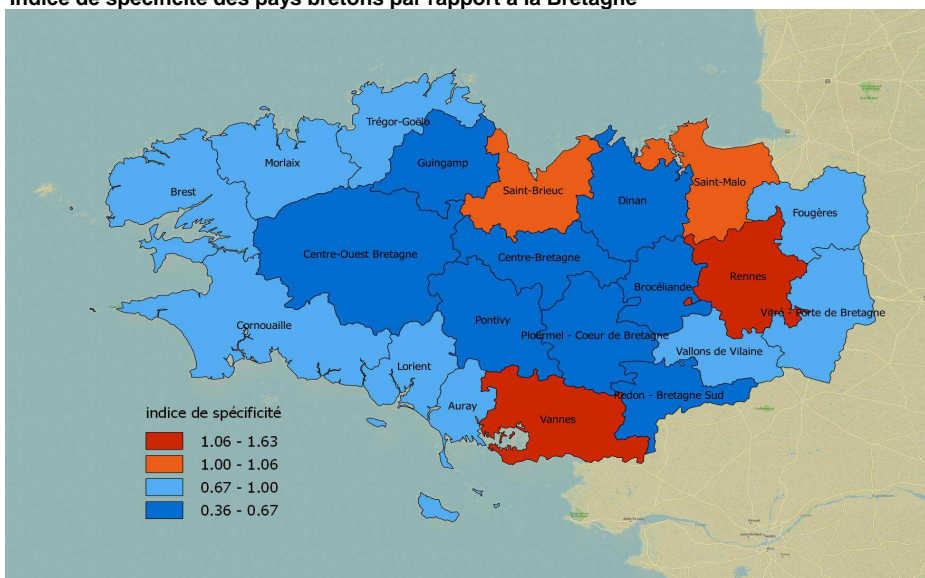 Indice de spécificité des pays bretons par rapport à la Bretagne
Trégor-Goëlo
Morlaix
Guingamp
Brest
Saint-Brieuc
Saint-Malo
Dinan
Fougères
Centre-Ouest Bretagne
Centre-Bretagne
Rennes
Brocéliande
Vitré - Porte de Bretagne
Pontivy
Ploërmel - Coeur de Bretagne
Cornouaille
Vallons de Vilaine
Lorient
Redon - Bretagne Sud
Auray
Vannes
indice de spécificité
1.06 - 1.63
1.00 - 1.06
0.67 - 1.00
0.36 - 0.67